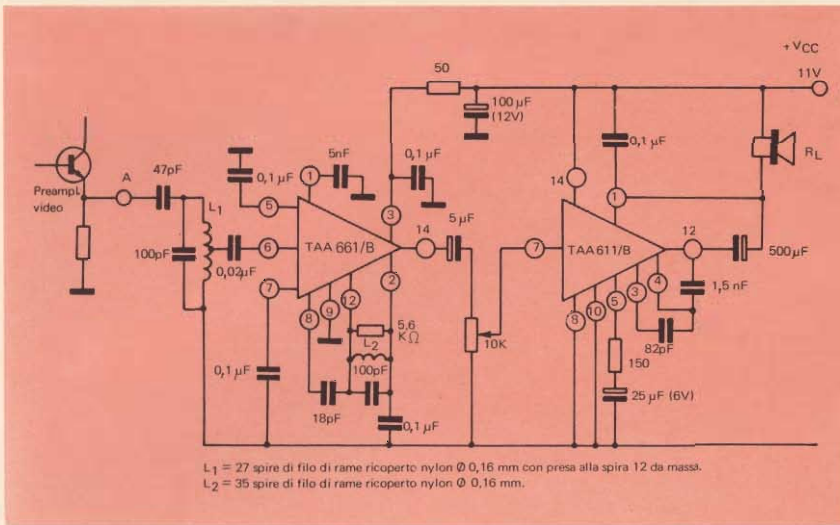 + VCC
11V
50
100 µF
(12V)
0,1 µF
RL
Preampl.
video
A
47pF
L1
100pF
0,02µF
0,1 µF
5nF
0,1 µF
1
5
6
7
3
14
2
8
9
12
TAA 661/B
5 µF
10K
5,6
KΩ
L2
100pF
18pF
0,1 µF
0,1 µF
14
1
7
TAA611/B
12
9
10
5
3
4
500µF
1,5 nF
82pF
150
25 µF (6V)
L1 = 27 spire di filo di rame ricoperto nylon Ø 0,16 mm con presa alla spira 12 da massa.
L2 = 35 spire di filo di rame ricoperto nylon Ø 0,16 mm.